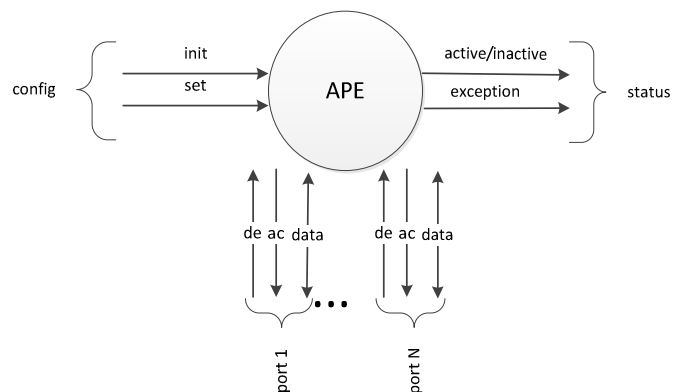 init
active/inactive
config
set
APE
exception
status
de ac data
de ac data
port 1
port N